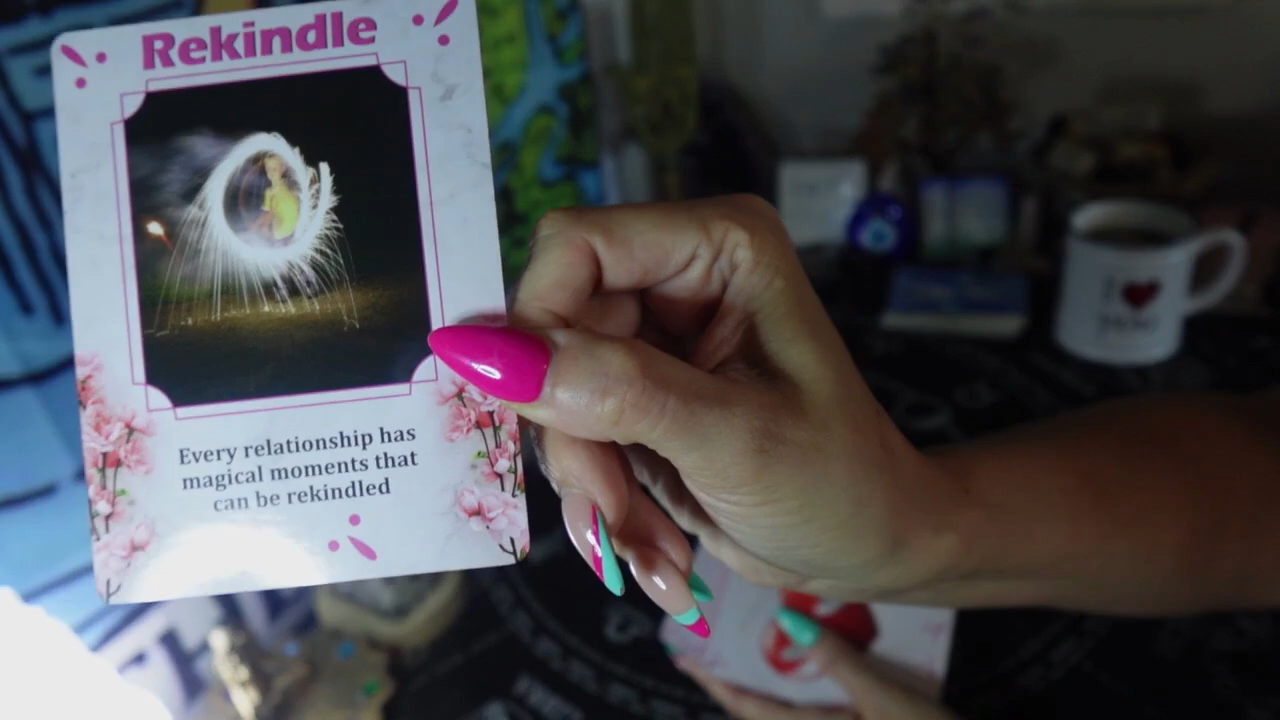 Rekindle
Every relationship has
magical moments that
can be rekindled
I